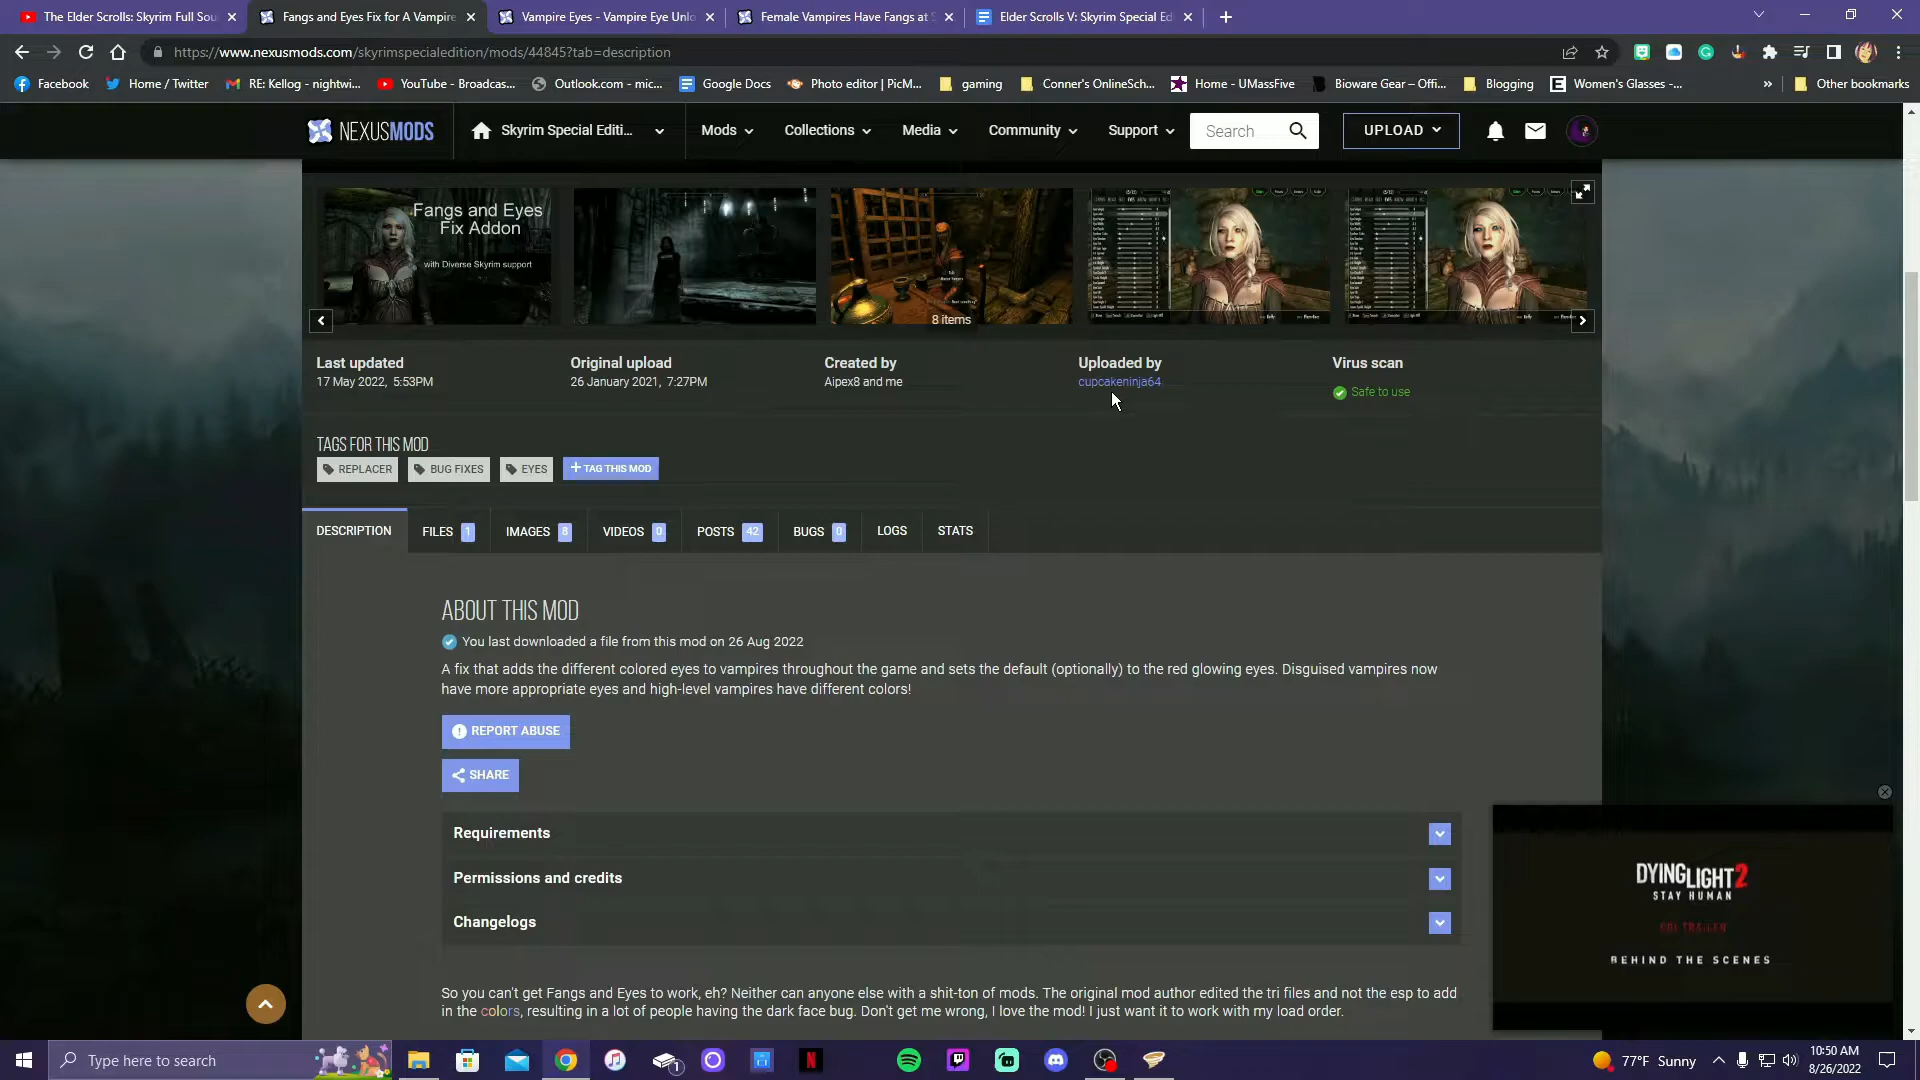 The Elder Scrolls: Skyrim Full Sou
Fangs and Eyes Fix for A Vampire
Vampire Eyes - Vampire Eye Unlo
Female Vampires Have Fangs at S
Elder Scrolls V: Skyrim Special Ed
https://www.nexusmods.com/skyrimspecialedition/mods/44845?tab=description
Facebook
Home / Twitter
RE: Kellog - nightwi...
YouTube - Broadcas...
Outlook.com - mic...
Google Docs
Photo editor | PicM...
gaming
Conner's OnlineSch...
Home - UMassFive
Bioware Gear – Offi...
Blogging
Women's Glasses -...
»
Other bookmarks
NEXUSMODS
Skyrim Special Editi...
Mods
Collections
Media
Community
Support
Search
UPLOAD
Fangs and Eyes
Fix Addon
with Diverse Skyrim support
8 items
Last updated
17 May 2022, 5:53PM
Original upload
26 January 2021, 7:27PM
Created by
Aipex8 and me
Uploaded by
cupcakeninja64
Virus scan
Safe to use
TAGS FOR THIS MOD
REPLACER
BUG FIXES
EYES
+ TAG THIS MOD
DESCRIPTION
FILES 1
IMAGES 8
VIDEOS 0
POSTS 42
BUGS 0
LOGS
STATS
ABOUT THIS MOD
You last downloaded a file from this mod on 26 Aug 2022
A fix that adds the different colored eyes to vampires throughout the game and sets the default (optionally) to the red glowing eyes. Disguised vampires now
have more appropriate eyes and high-level vampires have different colors!
REPORT ABUSE
SHARE
Requirements
Permissions and credits
Changelogs
DYINGLIGHT2
STAY HUMAN
BEHIND THE SCENES
So you can't get Fangs and Eyes to work, eh? Neither can anyone else with a shit-ton of mods. The original mod author edited the tri files and not the esp to add
in the colors, resulting in a lot of people having the dark face bug. Don't get me wrong, I love the mod! I just want it to work with my load order.
Type here to search
1
77°F Sunny
10:50 AM
8/26/2022